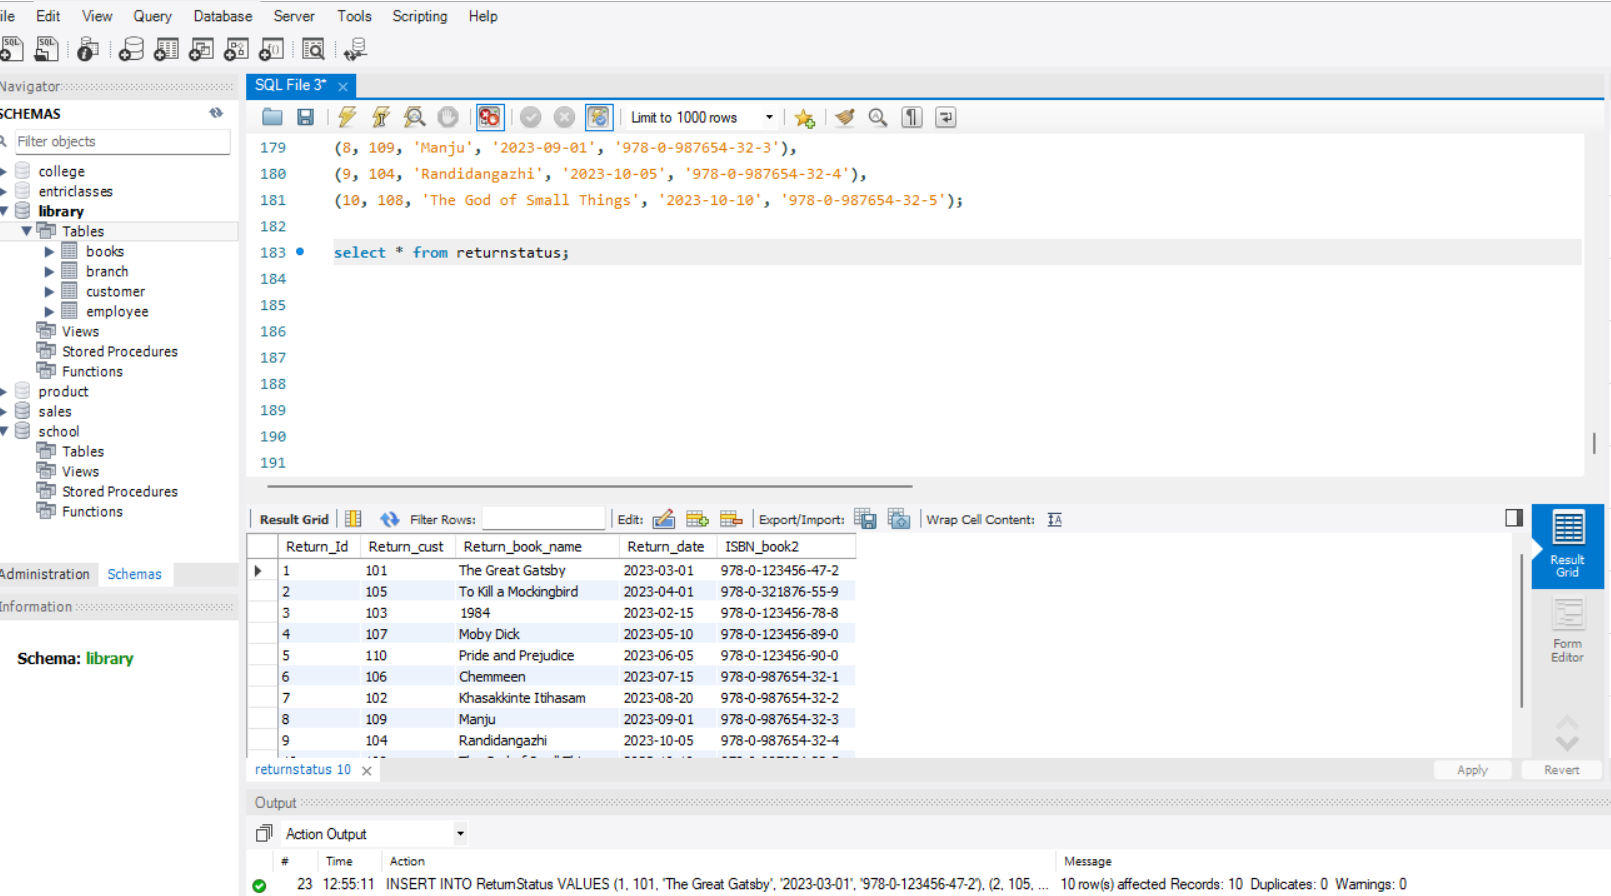 ile Edit View Query Database Server Tools Scripting Help
Navigator
SQL File 3*
SCHEMAS
Filter objects
Limit to 1000 rows
college
entriclasses
library
Tables
books
branch
customer
employee
Views
Stored Procedures
Functions
product
sales
school
Tables
Views
Stored Procedures
Functions
Administration Schemas
Information
Schema: library
179 (8, 109, 'Manju', '2023-09-01', '978-0-987654-32-3'),
180 (9, 104, 'Randidangazhi', '2023-10-05', '978-0-987654-32-4'),
181 (10, 108, 'The God of Small Things', '2023-10-10', '978-0-987654-32-5');
182
183 select * from returnstatus;
184
185
186
187
188
189
190
191
Result Grid Filter Rows: Edit: Export/Import: Wrap Cell Content:
Return_Id Return_cust Return_book_name Return_date ISBN_book2
1 101 The Great Gatsby 2023-03-01 978-0-123456-47-2
2 105 To Kill a Mockingbird 2023-04-01 978-0-321876-55-9
3 103 1984 2023-02-15 978-0-123456-78-8
4 107 Moby Dick 2023-05-10 978-0-123456-89-0
5 110 Pride and Prejudice 2023-06-05 978-0-123456-90-0
6 106 Chemmeen 2023-07-15 978-0-987654-32-1
7 102 Khasakkinte Itihasam 2023-08-20 978-0-987654-32-2
8 109 Manju 2023-09-01 978-0-987654-32-3
9 104 Randidangazhi 2023-10-05 978-0-987654-32-4
Result
Grid
Form
Editor
returnstatus 10
Apply Revert
Output
Action Output
# Time Action Message
23 12:55:11 INSERT INTO ReturnStatus VALUES (1, 101, 'The Great Gatsby', '2023-03-01', '978-0-123456-47-2'), (2, 105, ... 10 row(s) affected Records: 10 Duplicates: 0 Warnings: 0